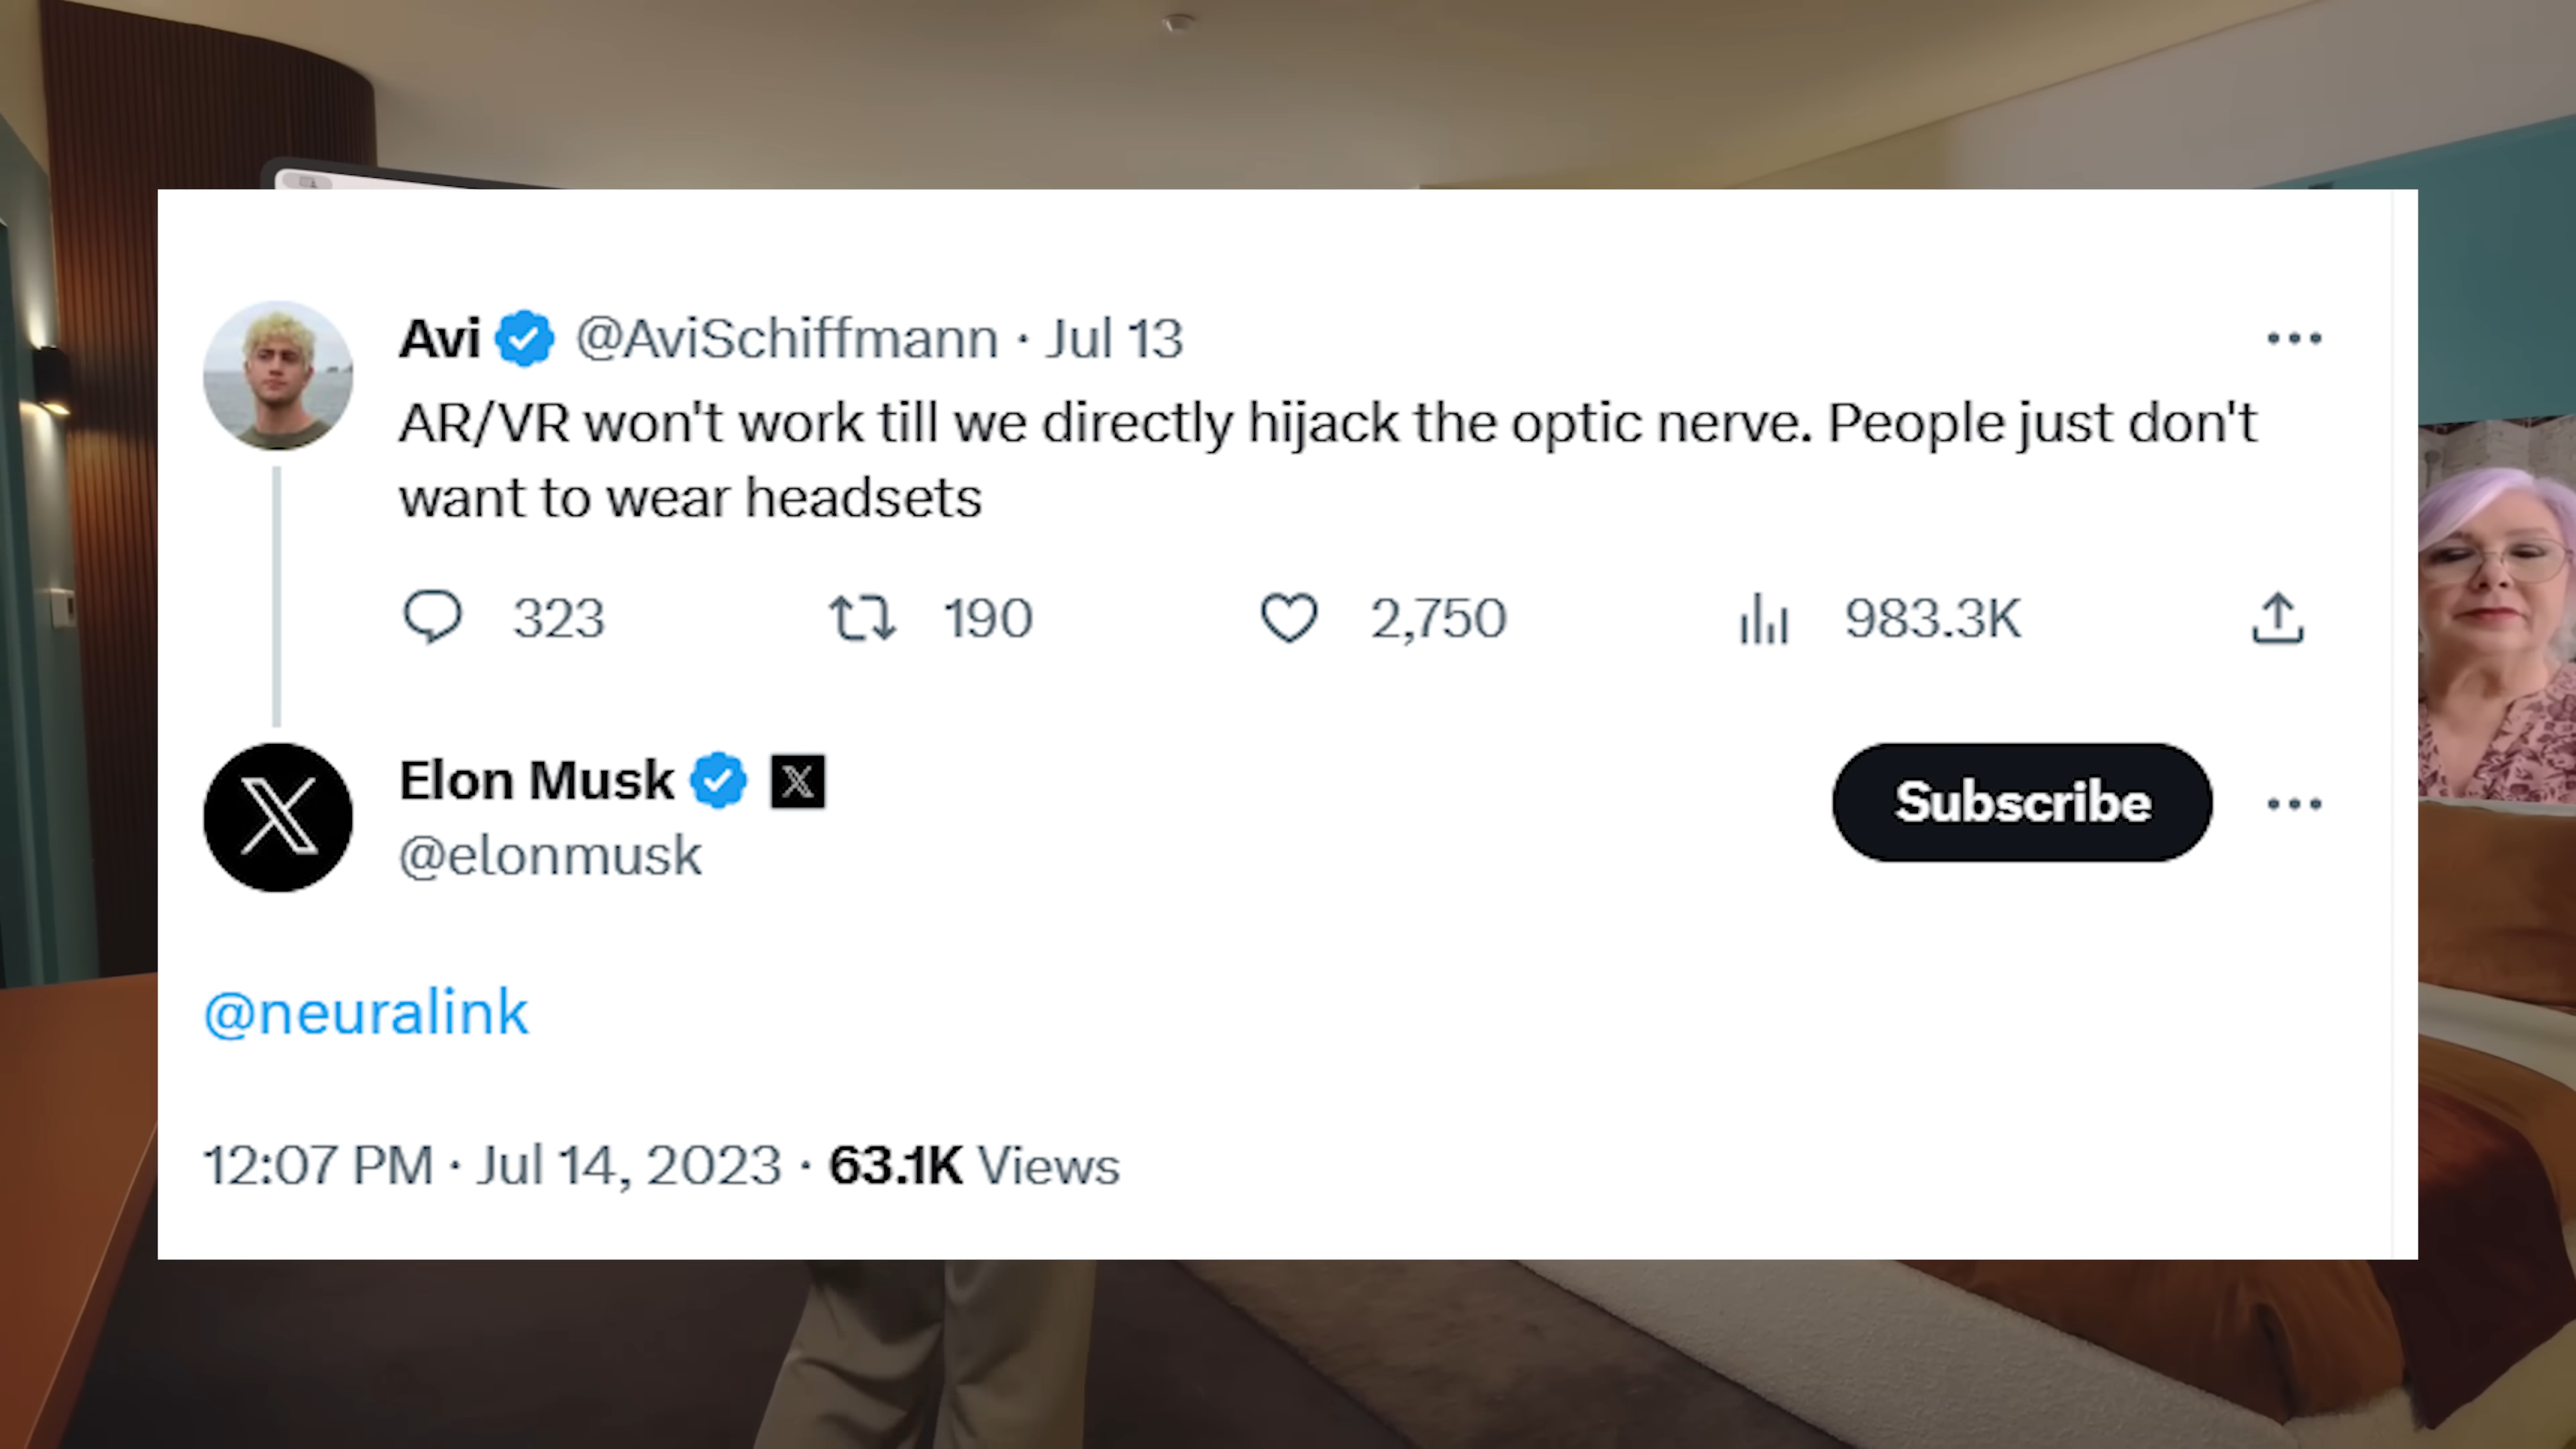 Avi @AviSchiffmann · Jul 13
AR/VR won't work till we directly hijack the optic nerve. People just don't
want to wear headsets
323 190 2,750 983.3K
Elon Musk
@elonmusk
Subscribe
@neuralink
12:07 PM · Jul 14, 2023 · 63.1K Views